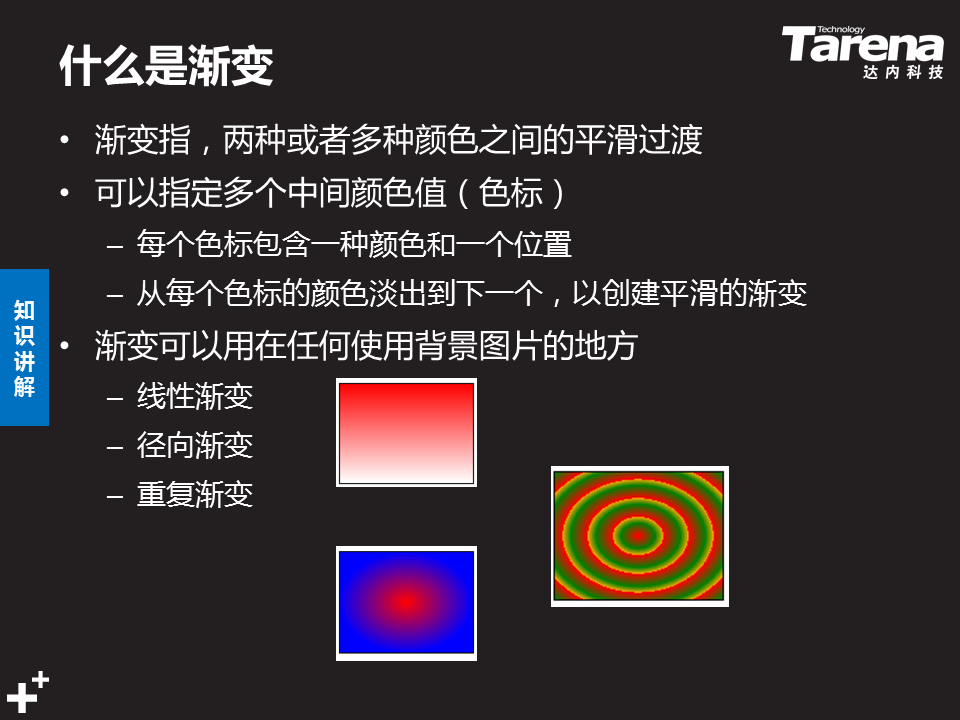 什么是渐变
Technology
Tarena
达内科技
• 渐变指，两种或者多种颜色之间的平滑过渡
• 可以指定多个中间颜色值（色标）
– 每个色标包含一种颜色和一个位置
– 从每个色标的颜色淡出到下一个，以创建平滑的渐变
知识讲解
• 渐变可以用在任何使用背景图片的地方
– 线性渐变
– 径向渐变
– 重复渐变